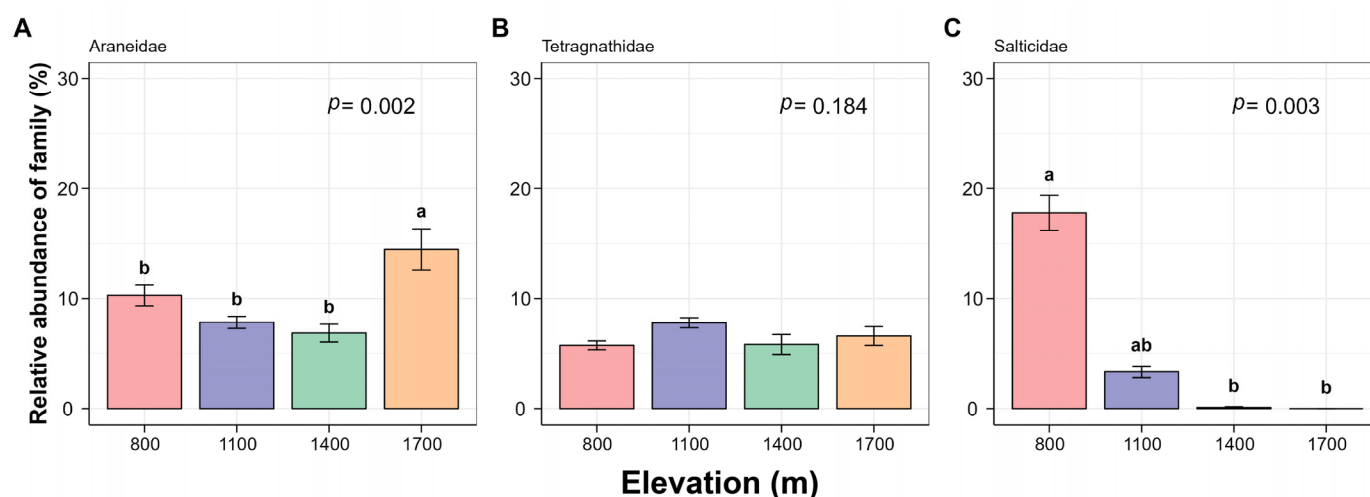 A
Araneidae
Relative abundance of family (%)
30
20
10
0
p= 0.002
b
b
b
a
800
1100
1400
1700
B
Tetragnathidae
30
20
10
0
p= 0.184
800
1100
1400
1700
C
Salticidae
30
20
10
0
p= 0.003
a
ab
b
b
800
1100
1400
1700
Elevation (m)